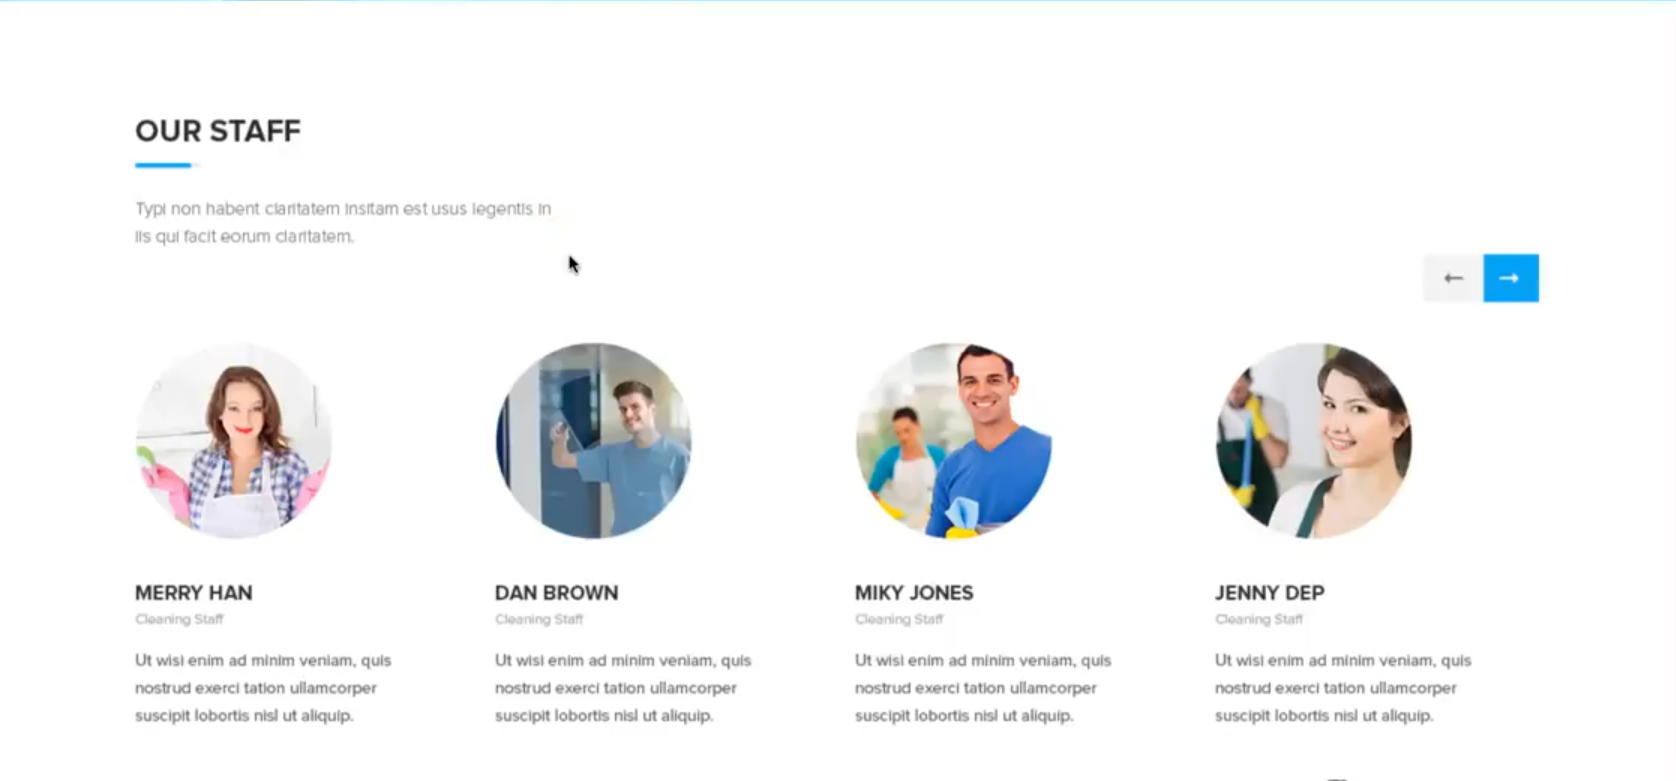 OUR STAFF
Typi non habent claritatem insitam est usus legentis in
iis qui facit eorum claritatem.
MERRY HAN
Cleaning Staff
Ut wisi enim ad minim veniam, quis
nostrud exerci tation ullamcorper
suscipit lobortis nisl ut aliquip.
DAN BROWN
Cleaning Staff
Ut wisi enim ad minim veniam, quis
nostrud exerci tation ullamcorper
suscipit lobortis nisl ut aliquip.
MIKY JONES
Cleaning Staff
Ut wisi enim ad minim veniam, quis
nostrud exerci tation ullamcorper
suscipit lobortis nisl ut aliquip.
JENNY DEP
Cleaning Staff
Ut wisi enim ad minim veniam, quis
nostrud exerci tation ullamcorper
suscipit lobortis nisl ut aliquip.